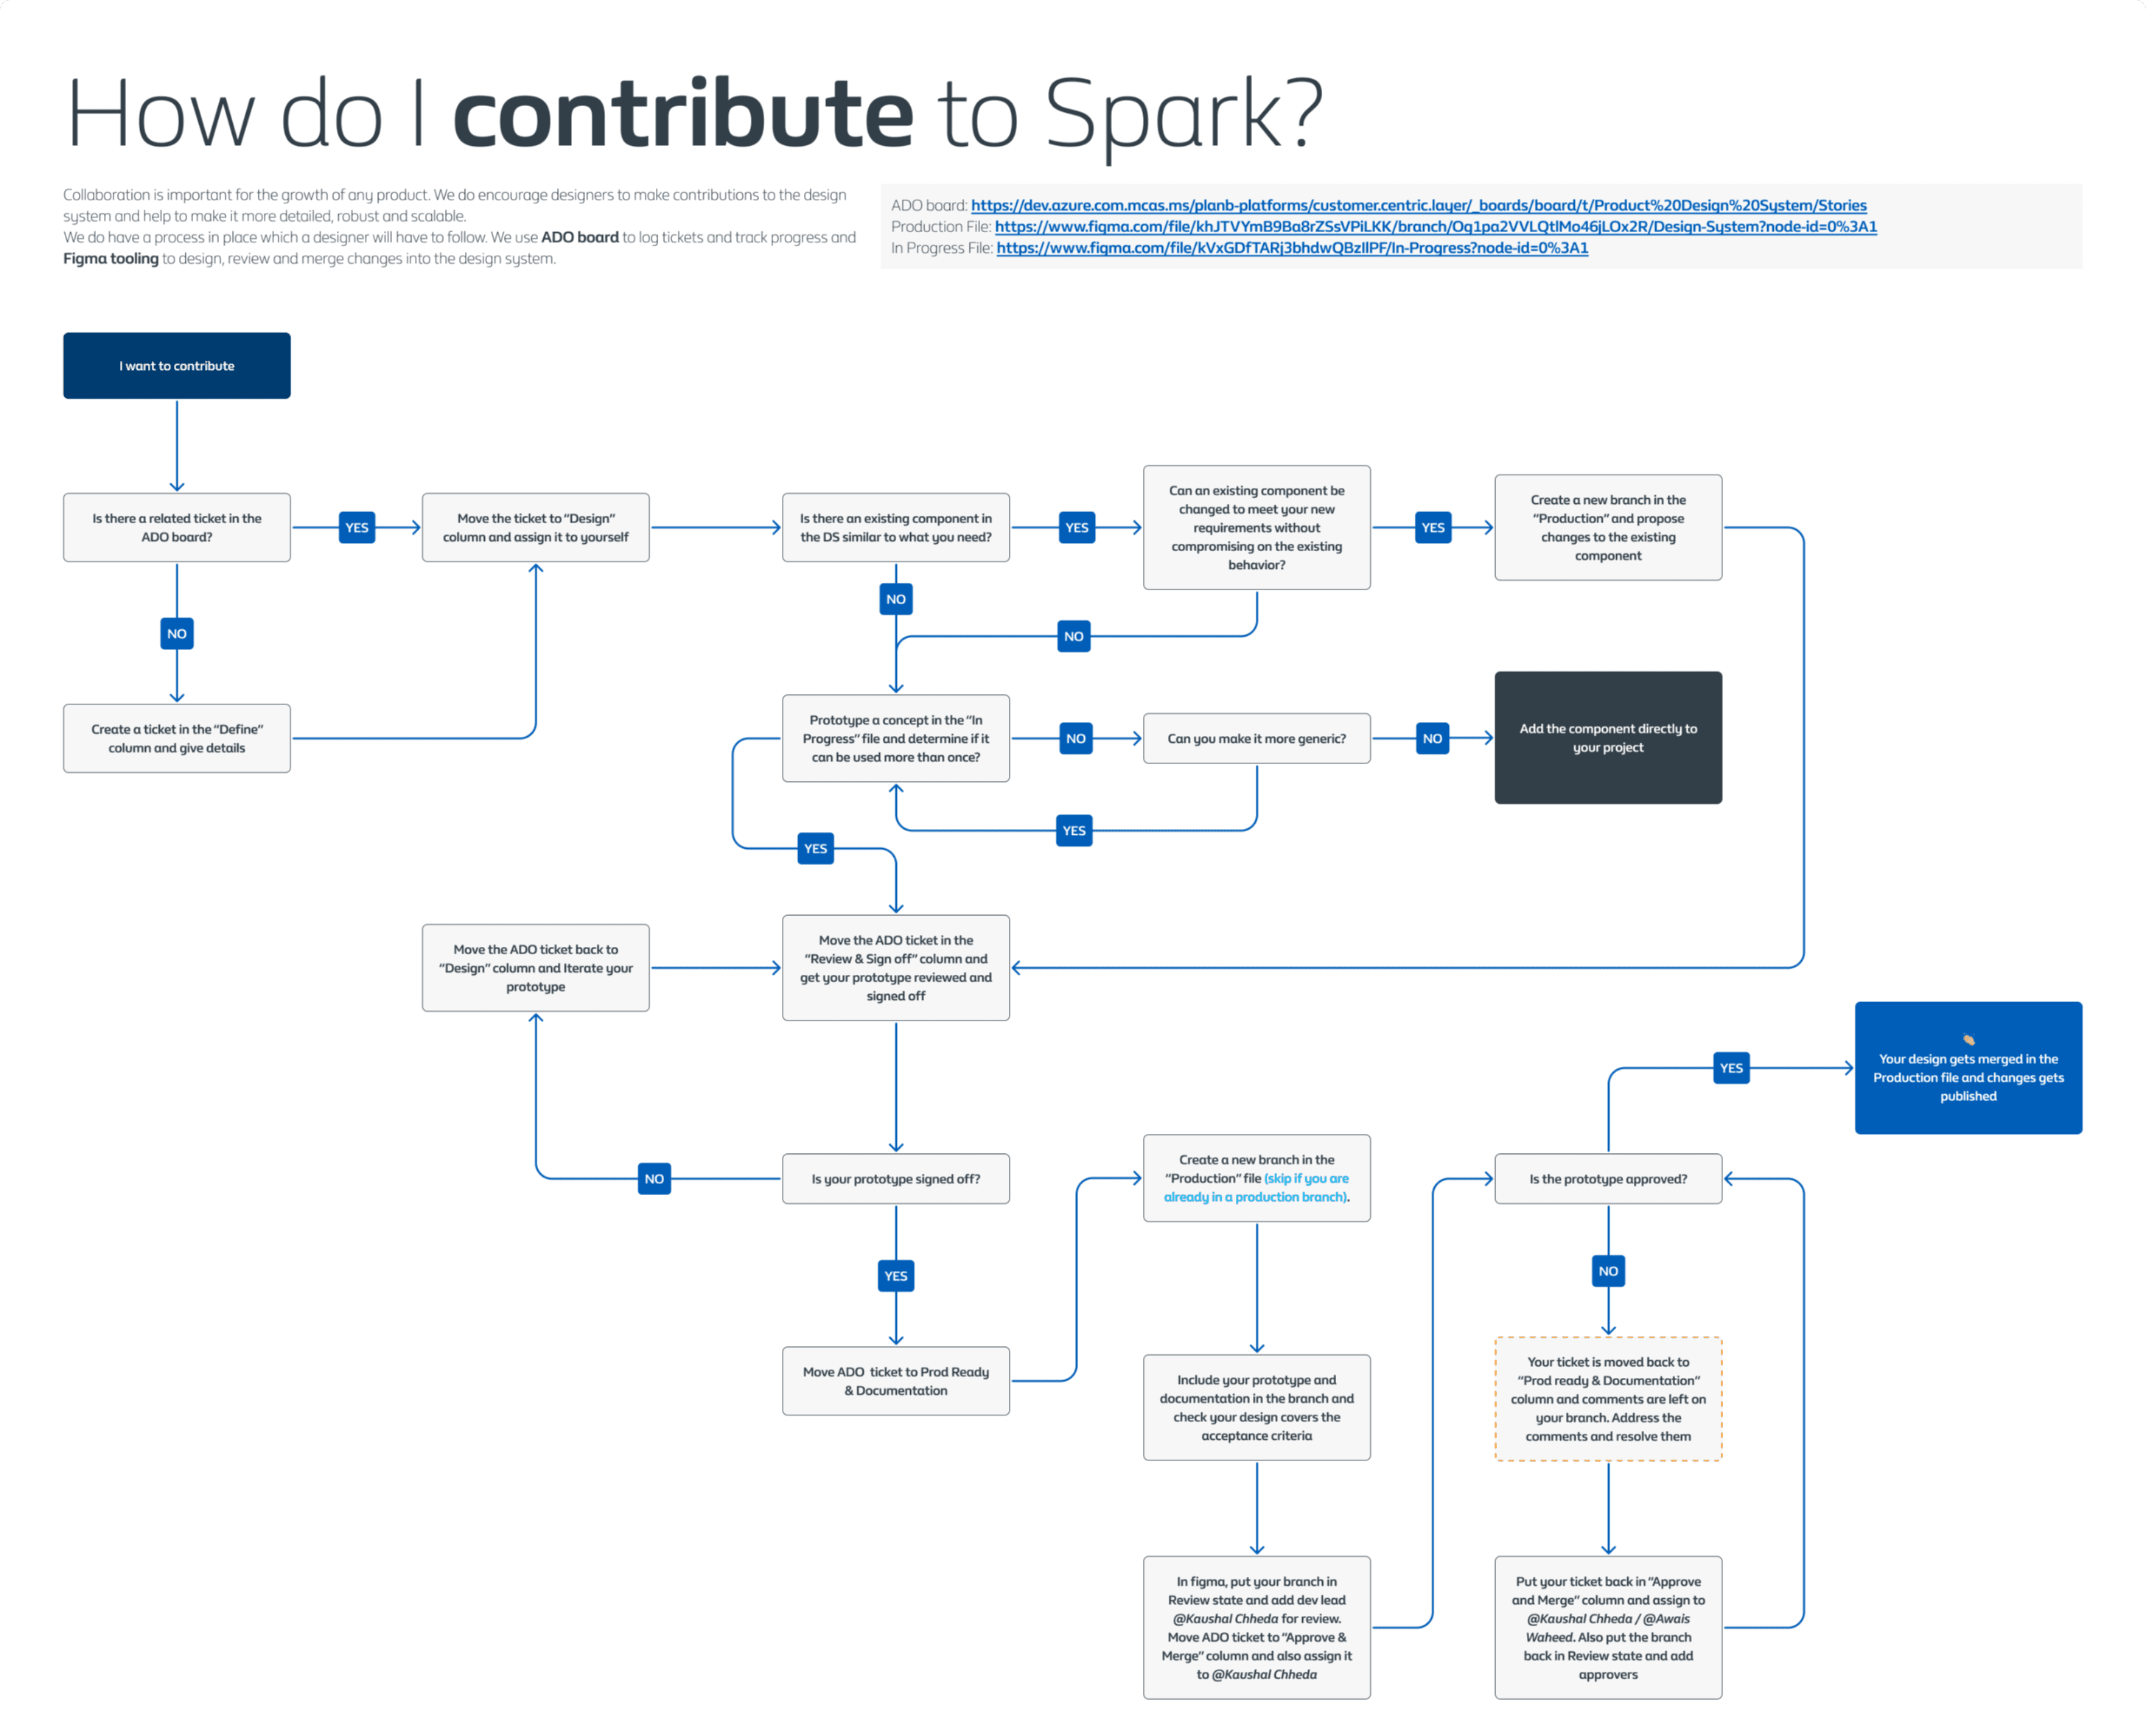 How do I contribute to Spark?
Collaboration is important for the growth of any product. We do encourage designers to make contributions to the design
system and help to make it more detailed, robust and scalable.
We do have a process in place which a designer will have to follow. We use ADO board to log tickets and track progress and
Figma tooling to design, review and merge changes into the design system.
ADO board: https://dev.azure.com.mcas.ms/planb-platforms/customer.centric.layer/_boards/board/t/Product%20Design%20System/Stories
Production File: https://www.figma.com/file/khJTVYmB9Ba8rZSsVPiLKK/branch/Og1pa2VVLQtlMo46jLOx2R/Design-System?node-id=0%3A1
In Progress File: https://www.figma.com/file/kVxGDfTARj3bhdwQBzIlPF/In-Progress?node-id=0%3A1
I want to contribute
Is there a related ticket in the
ADO board?
YES
Move the ticket to “Design”
column and assign it to yourself
Is there an existing component in
the DS similar to what you need?
YES
Can an existing component be
changed to meet your new
requirements without
compromising on the existing
behavior?
YES
Create a new branch in the
“Production” and propose
changes to the existing
component
NO
NO
NO
Create a ticket in the “Define”
column and give details
Prototype a concept in the “In
Progress” file and determine if it
can be used more than once?
NO
Can you make it more generic?
NO
Add the component directly to
your project
YES
YES
Move the ADO ticket back to
“Design” column and Iterate your
prototype
Move the ADO ticket in the
“Review & Sign off” column and
get your prototype reviewed and
signed off
YES
Your design gets merged in the
Production file and changes gets
published
NO
Is your prototype signed off?
Create a new branch in the
“Production” file (skip if you are
already in a production branch).
Is the prototype approved?
YES
NO
Move ADO ticket to Prod Ready
& Documentation
Include your prototype and
documentation in the branch and
check your design covers the
acceptance criteria
Your ticket is moved back to
“Prod ready & Documentation”
column and comments are left on
your branch. Address the
comments and resolve them
In figma, put your branch in
Review state and add dev lead
@Kaushal Chheda for review.
Move ADO ticket to “Approve &
Merge” column and also assign it
to @Kaushal Chheda
Put your ticket back in “Approve
and Merge” column and assign to
@Kaushal Chheda / @Awais
Waheed. Also put the branch
back in Review state and add
approvers